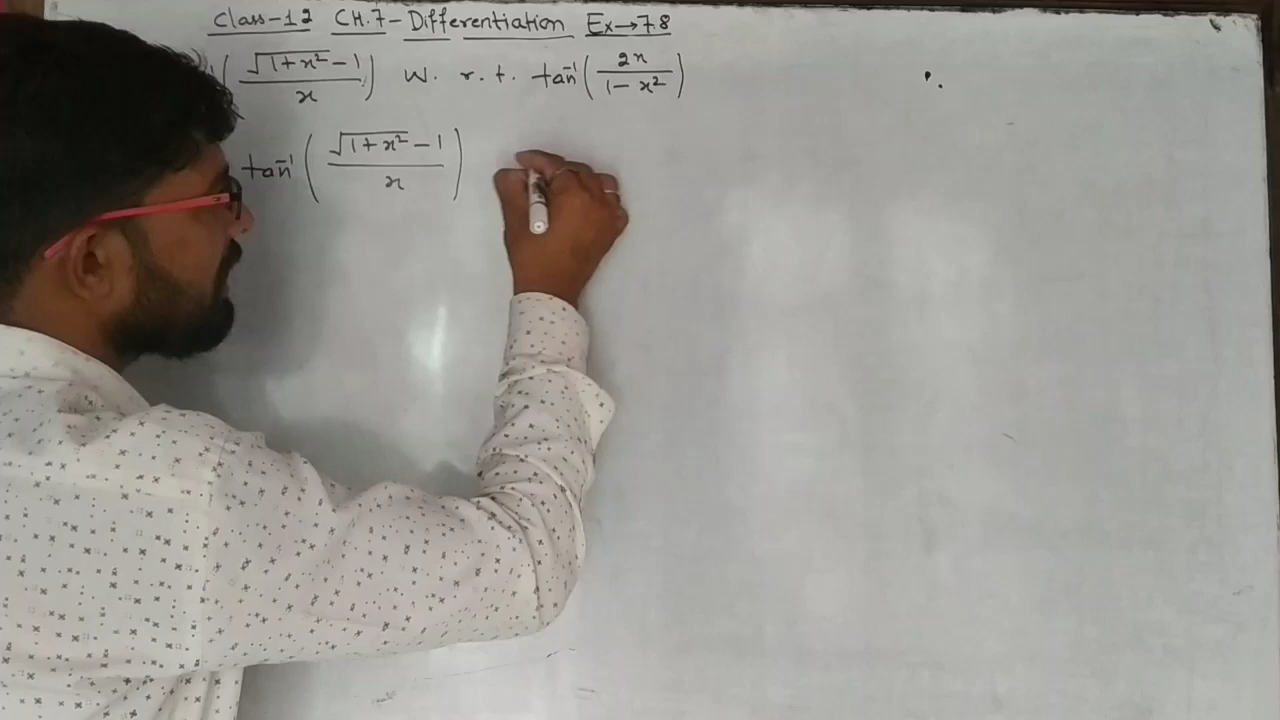 Class-12 CH.7-Differentiation Ex→7.8
⁻¹(√(1+x²) - 1 / x) w. r. t. tan⁻¹(2x / 1 - x²)
tan⁻¹(√(1+x²) - 1 / x)